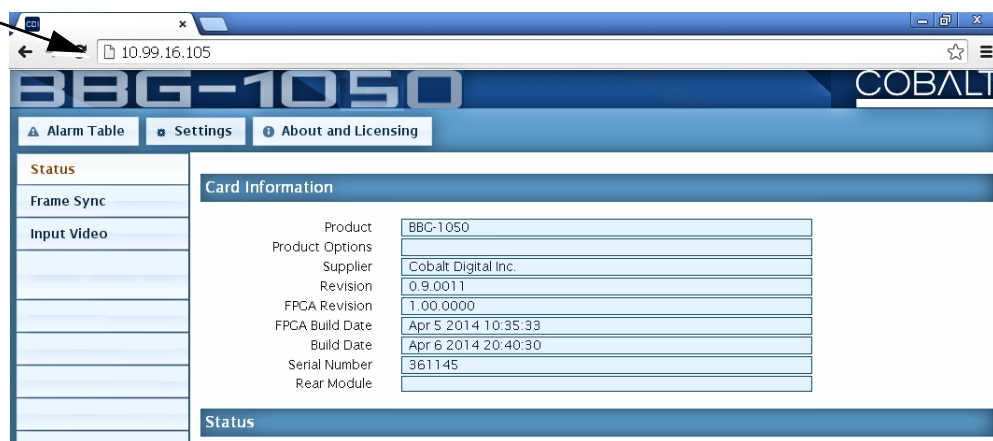 CDI
10.99.16.105
BBG-1050
COBALT
Alarm Table
Settings
About and Licensing
Status
Frame Sync
Input Video
Card Information
Product BBG-1050
Product Options
Supplier Cobalt Digital Inc.
Revision 0.9.0011
FPGA Revision 1.00.0000
FPGA Build Date Apr 5 2014 10:35:33
Build Date Apr 6 2014 20:40:30
Serial Number 361145
Rear Module
Status